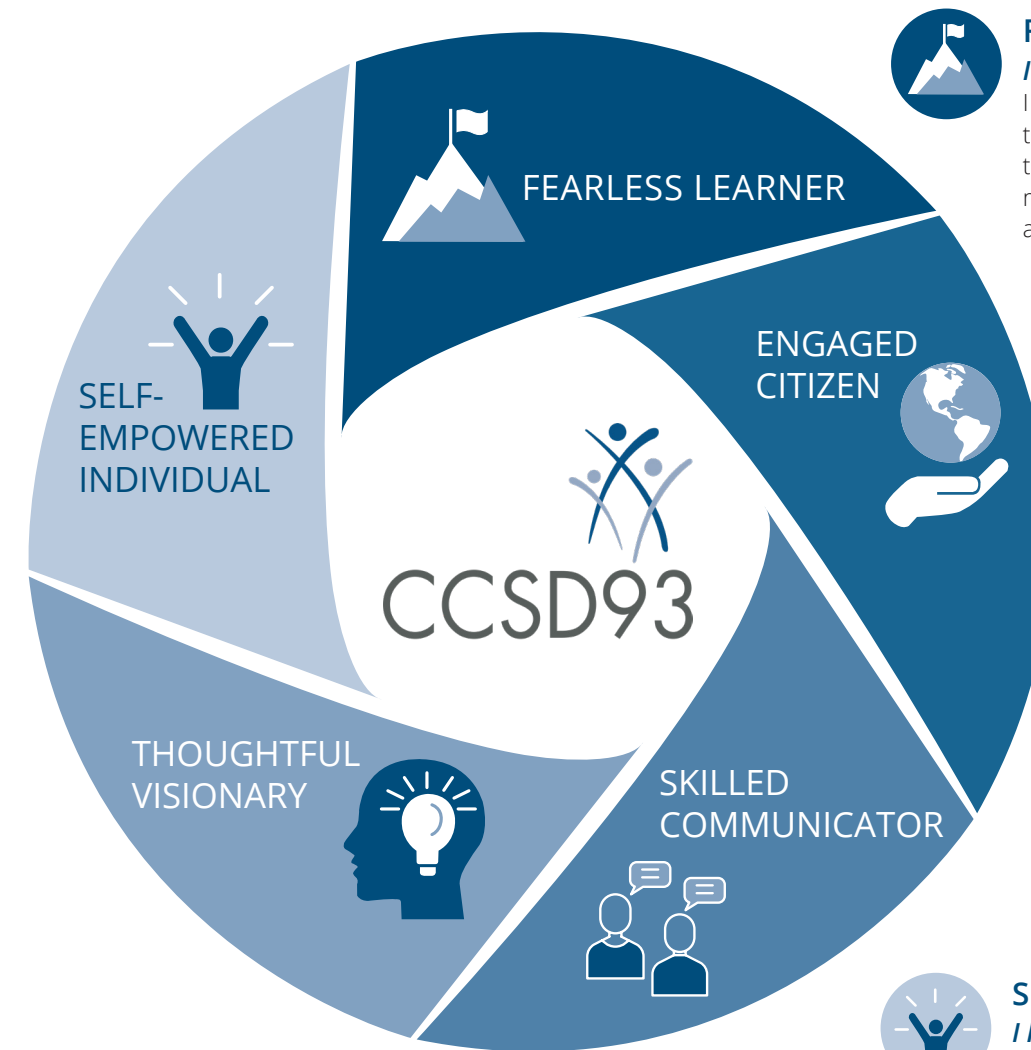 FEARLESS LEARNER
ENGAGED
CITIZEN
SELF-
EMPOWERED
INDIVIDUAL
CCSD93
THOUGHTFUL
VISIONARY
SKILLED
COMMUNICATOR